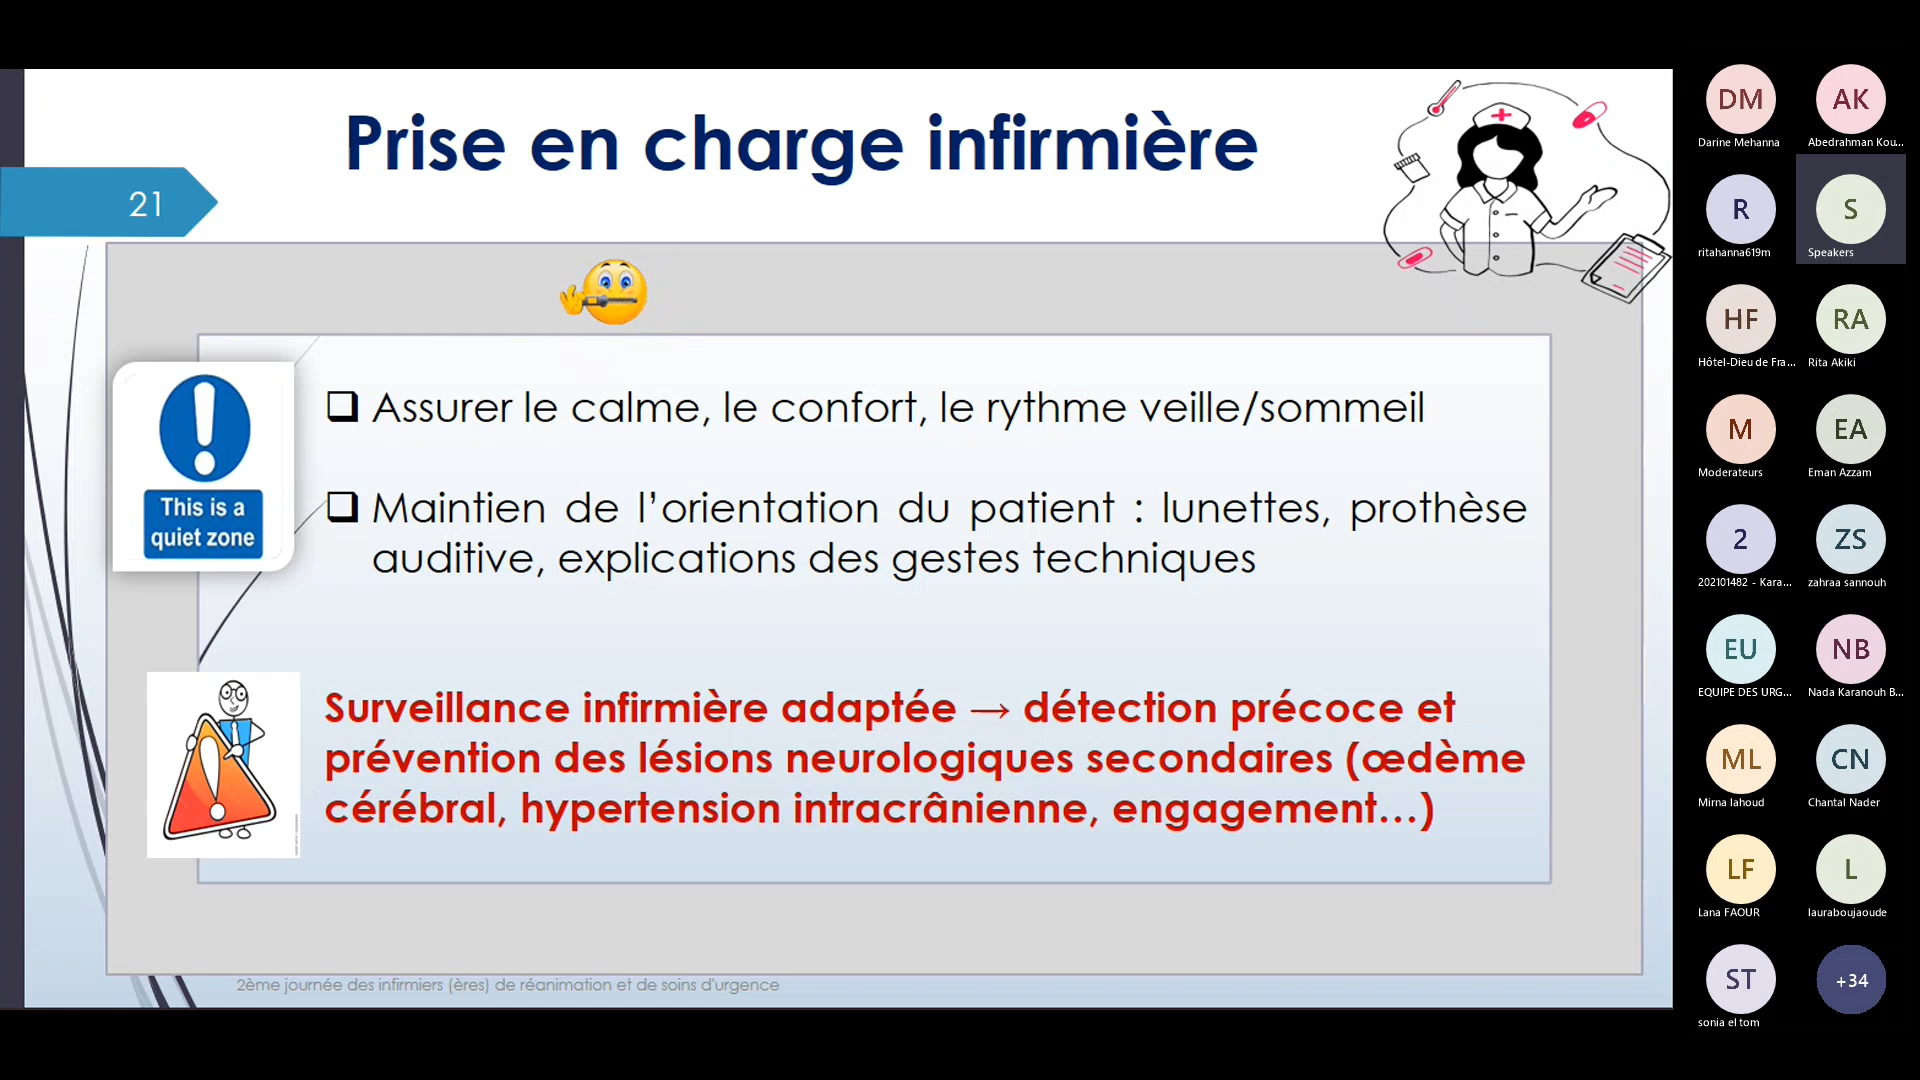 Prise en charge infirmière
21
This is a
quiet zone
❑ Assurer le calme, le confort, le rythme veille/sommeil
❑ Maintien de l’orientation du patient : lunettes, prothèse
auditive, explications des gestes techniques
Surveillance infirmière adaptée → détection précoce et
prévention des lésions neurologiques secondaires (œdème
cérébral, hypertension intracrânienne, engagement…)
2ème journée des infirmiers (ères) de réanimation et de soins d'urgence
DM
Darine Mehanna
AK
Abedrahman Kou...
R
ritahanna619m
S
Speakers
HF
Hôtel-Dieu de Fra...
RA
Rita Akiki
M
Moderateurs
EA
Eman Azzam
2
202101482 - Kara...
ZS
zahraa sannouh
EU
EQUIPE DES URG...
NB
Nada Karanouh B...
ML
Mirna lahoud
CN
Chantal Nader
LF
Lana FAOUR
L
lauraboujaoude
ST
sonia el tom
+34